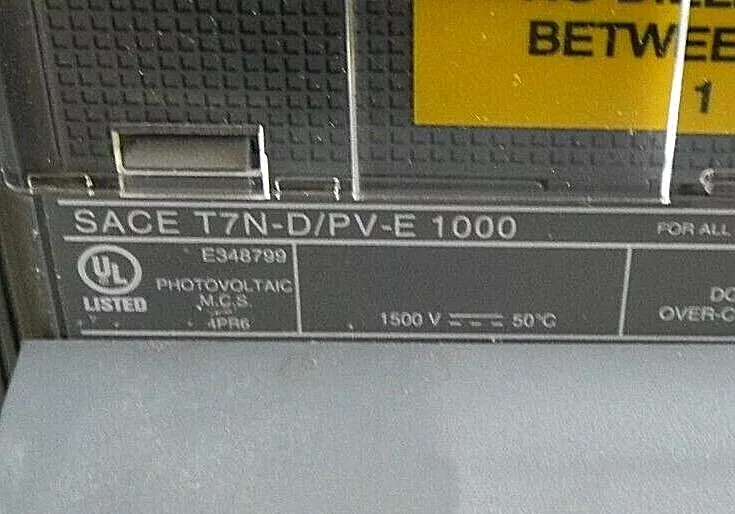 BETWEE
1
SACE T7N-D/PV-E 1000
FOR ALL
UL
LISTED
E348799
PHOTOVOLTAIC
M.C.S.
4PR6
1500 V 50°C
DC
OVER-C